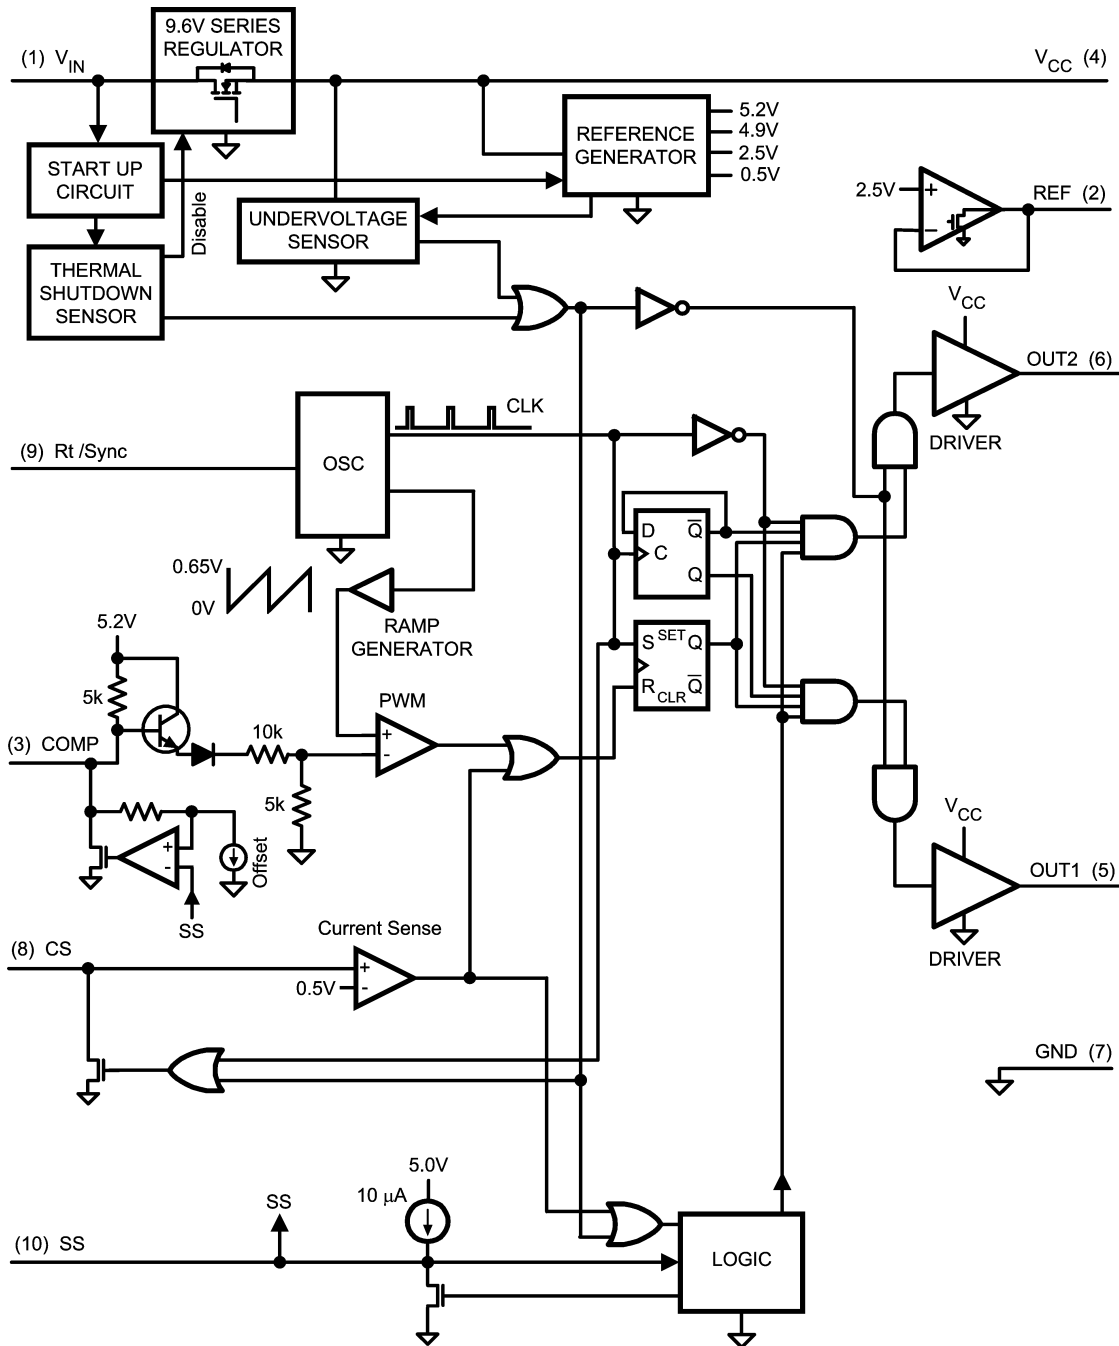 9.6V SERIES
REGULATOR
(1) VIN
VCC (4)
START UP
CIRCUIT
Disable
REFERENCE
GENERATOR
5.2V
4.9V
2.5V
0.5V
UNDERVOLTAGE
SENSOR
THERMAL
SHUTDOWN
SENSOR
2.5V
+
−
REF (2)
VCC
OUT2 (6)
DRIVER
CLK
OSC
(9) Rt /Sync
D Q̅
C
Q
0.65V
0V
RAMP
GENERATOR
S SET Q
R CLR Q̅
5.2V
5k
(3) COMP
10k
5k
PWM
+
-
+
-
SS
Offset
VCC
OUT1 (5)
DRIVER
Current Sense
(8) CS
+
0.5V -
GND (7)
5.0V
10 µA
SS
(10) SS
LOGIC